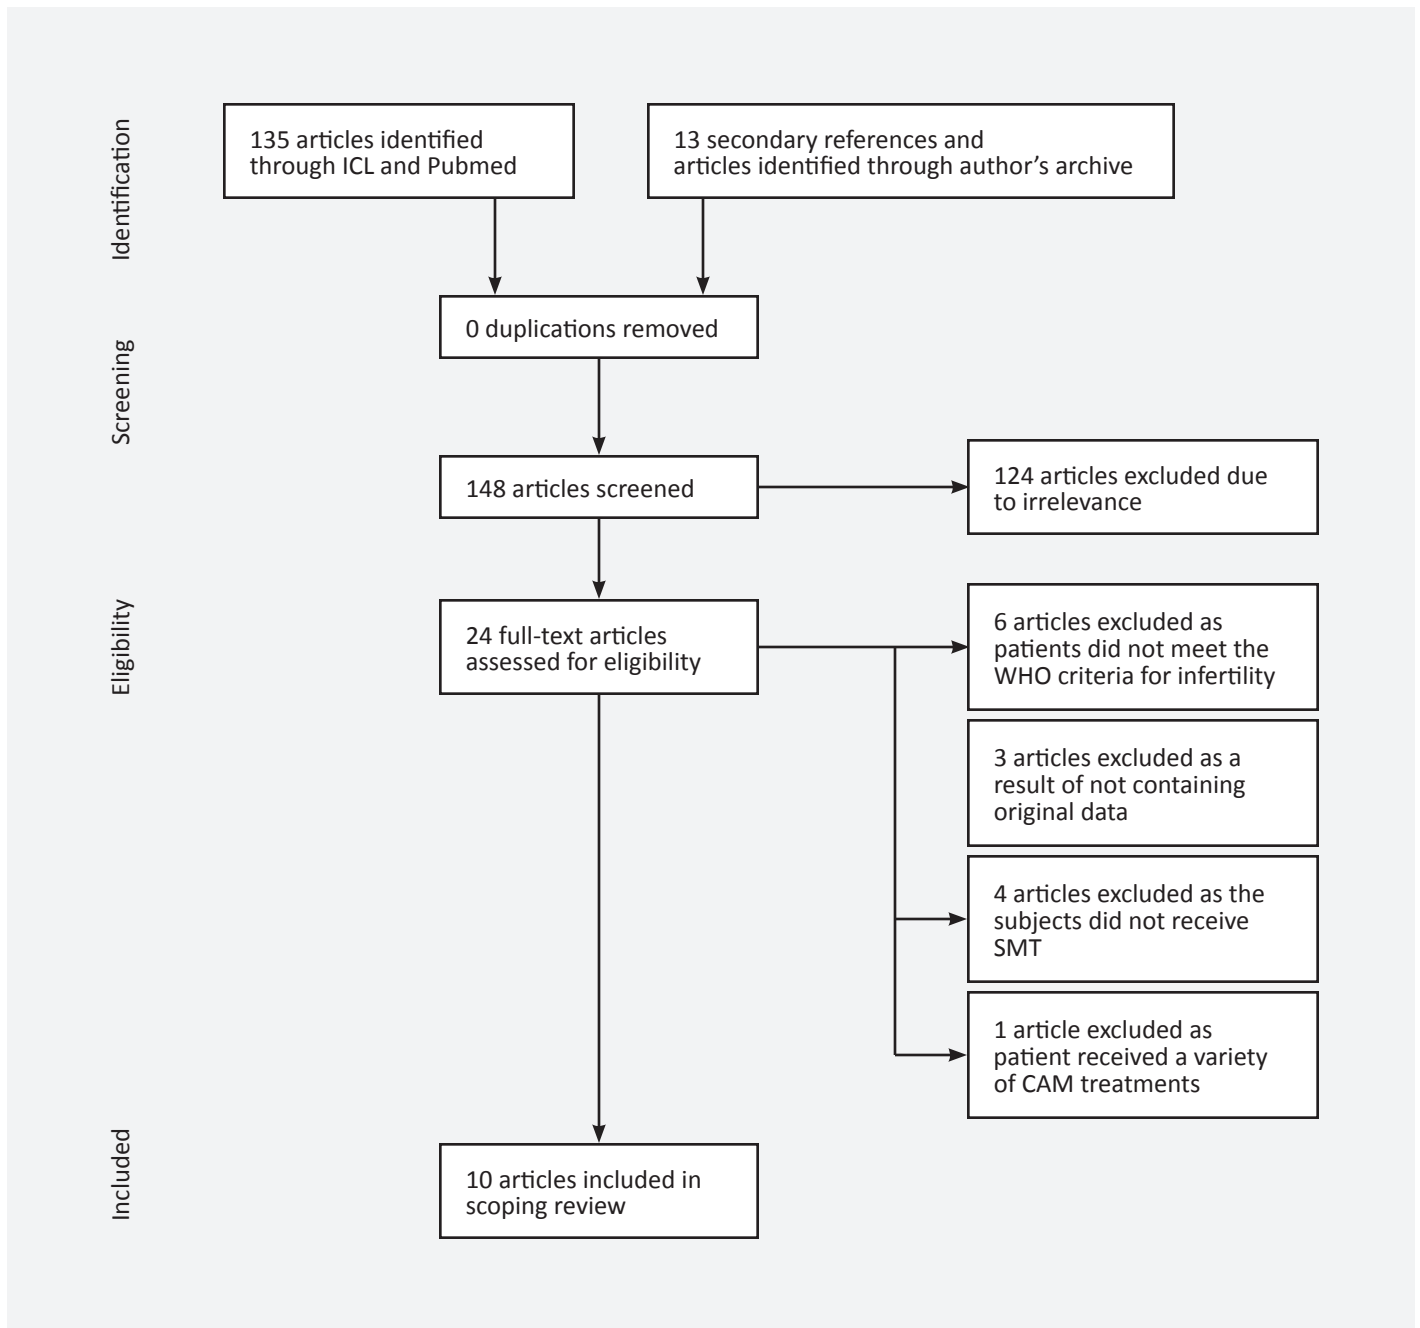 Identification
135 articles identified
through ICL and Pubmed
13 secondary references and
articles identified through author's archive
Screening
0 duplications removed
148 articles screened
124 articles excluded due
to irrelevance
Eligibility
24 full-text articles
assessed for eligibility
6 articles excluded as
patients did not meet the
WHO criteria for infertility
3 articles excluded as a
result of not containing
original data
4 articles excluded as the
subjects did not receive
SMT
1 article excluded as
patient received a variety
of CAM treatments
Included
10 articles included in
scoping review